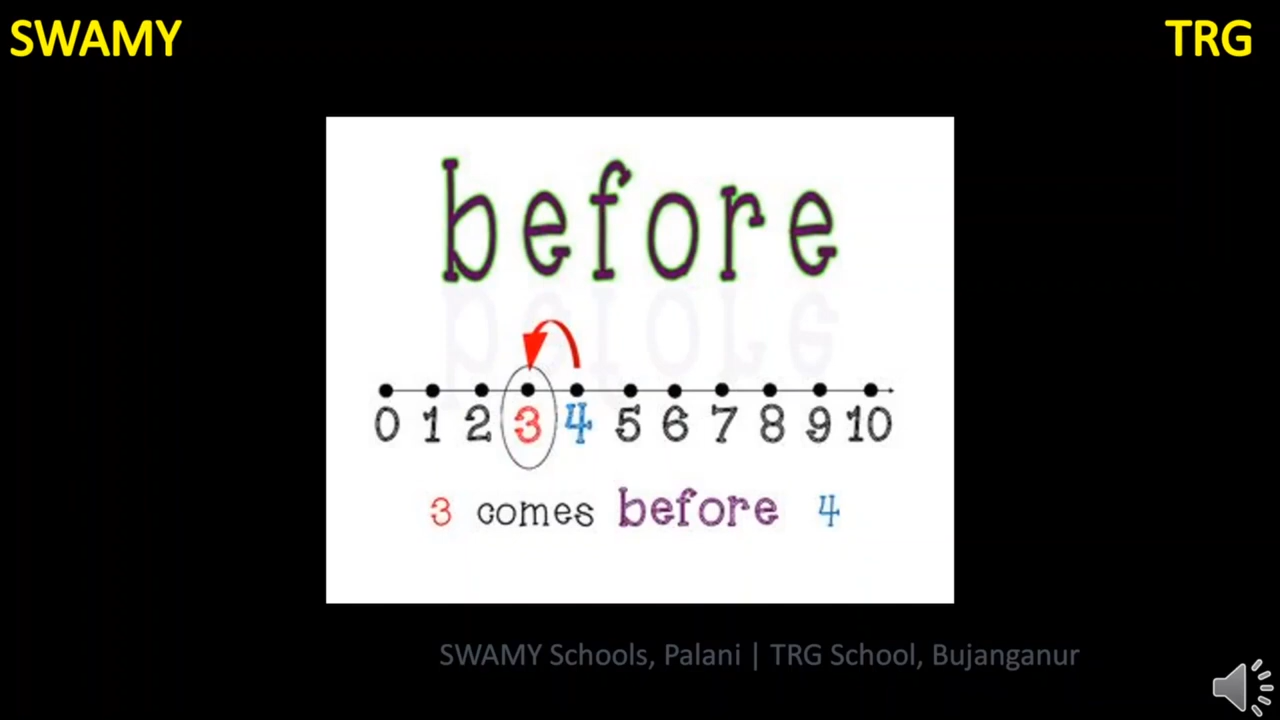 SWAMY TRG
before
0 1 2 3 4 5 6 7 8 9 10
3 comes before 4
SWAMY Schools, Palani | TRG School, Bujanganur